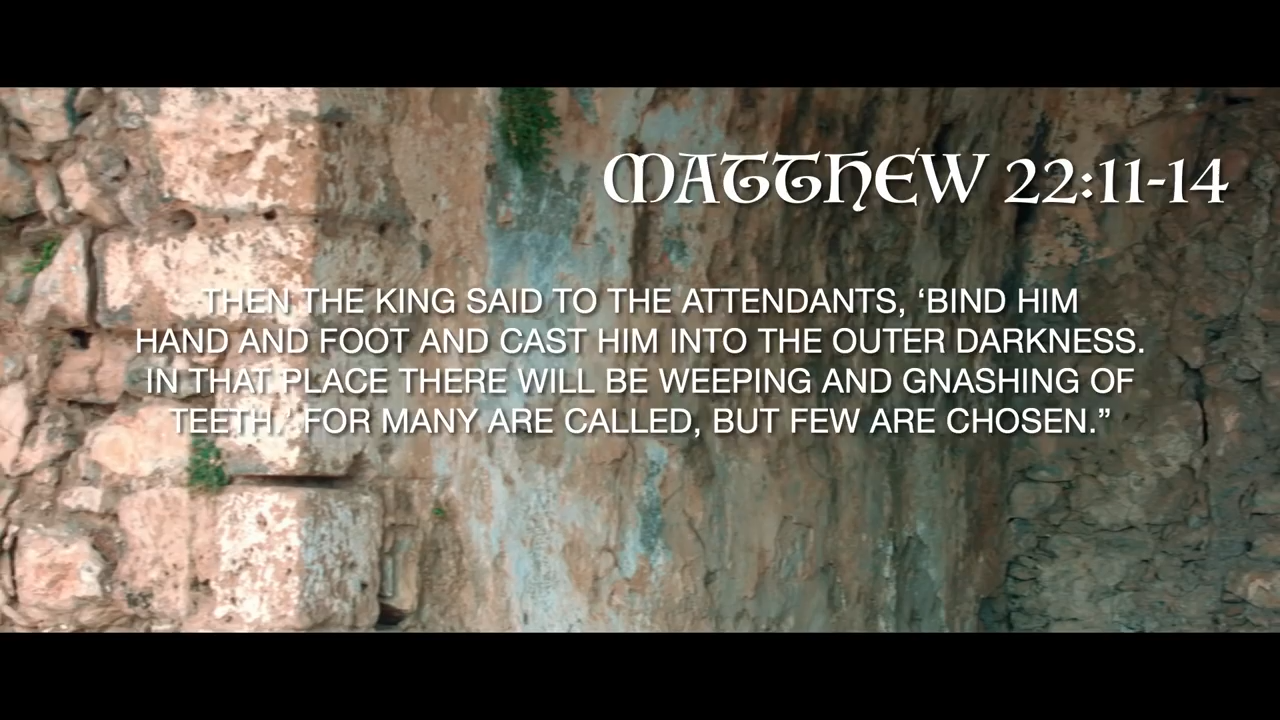 MATTHEW 22:11-14
THEN THE KING SAID TO THE ATTENDANTS, ‘BIND HIM
HAND AND FOOT AND CAST HIM INTO THE OUTER DARKNESS.
IN THAT PLACE THERE WILL BE WEEPING AND GNASHING OF
TEETH.’ FOR MANY ARE CALLED, BUT FEW ARE CHOSEN.”